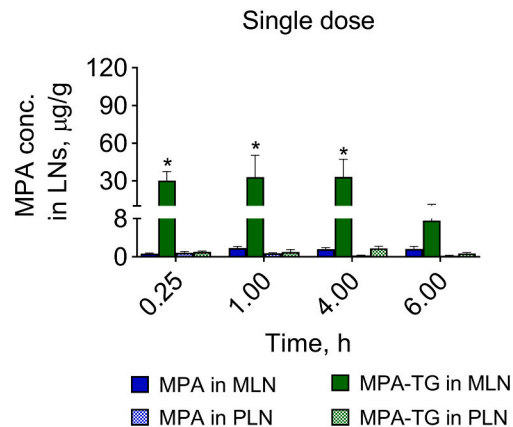 Single dose
MPA conc.
in LNs, μg/g
120
90
60
30
8
0
* * *
0.25 1.00 4.00 6.00
Time, h
MPA in MLN MPA-TG in MLN
MPA in PLN MPA-TG in PLN